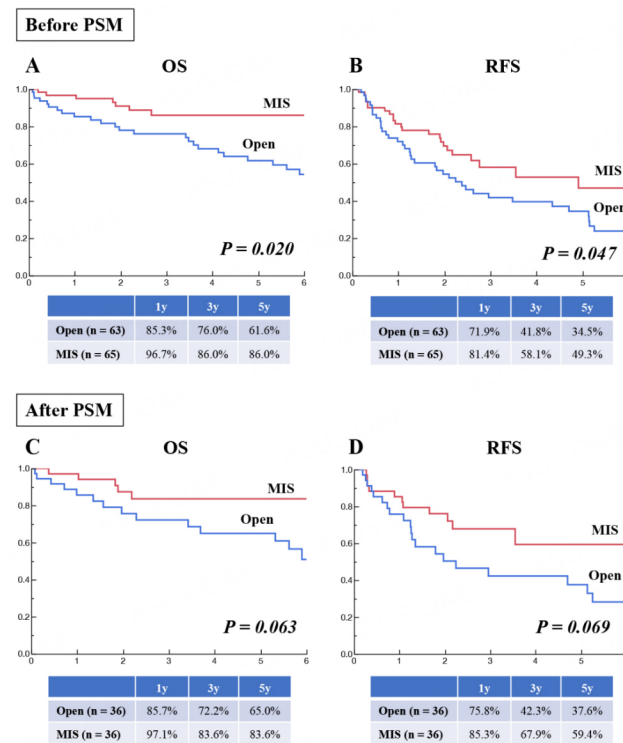 Before PSM
A OS
B RFS
1.0
0.8
0.6
0.4
0.2
0.0
0 1 2 3 4 5 6
MIS
Open
P = 0.020
1.0
0.8
0.6
0.4
0.2
0.0
0 1 2 3 4 5
MIS
Open
P = 0.047
1y 3y 5y
Open (n = 63) 85.3% 76.0% 61.6%
MIS (n = 65) 96.7% 86.0% 86.0%
1y 3y 5y
Open (n = 63) 71.9% 41.8% 34.5%
MIS (n = 65) 81.4% 58.1% 49.3%
After PSM
C OS
D RFS
1.0
0.8
0.6
0.4
0.2
0.0
0 1 2 3 4 5 6
MIS
Open
P = 0.063
1.0
0.8
0.6
0.4
0.2
0.0
0 1 2 3 4 5
MIS
Open
P = 0.069
1y 3y 5y
Open (n = 36) 85.7% 72.2% 65.0%
MIS (n = 36) 97.1% 83.6% 83.6%
1y 3y 5y
Open (n = 36) 75.8% 42.3% 37.6%
MIS (n = 36) 85.3% 67.9% 59.4%